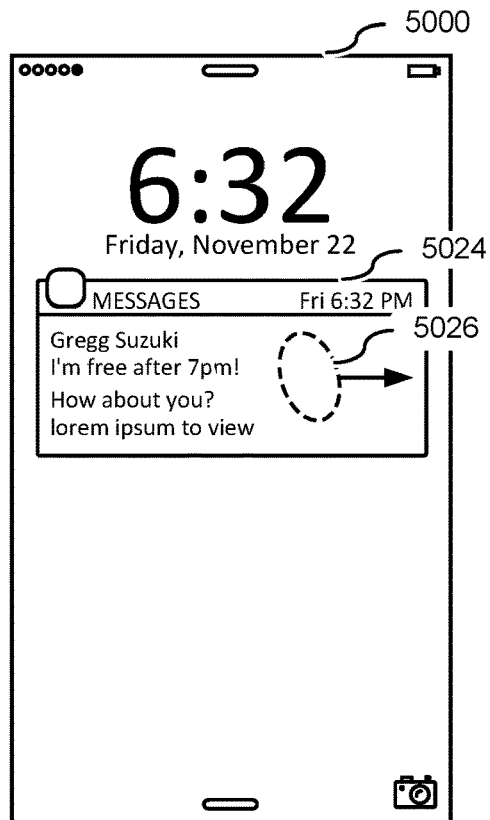 5000
6:32
Friday, November 22
5024
MESSAGES Fri 6:32 PM
5026
Gregg Suzuki
I'm free after 7pm!
How about you?
lorem ipsum to view